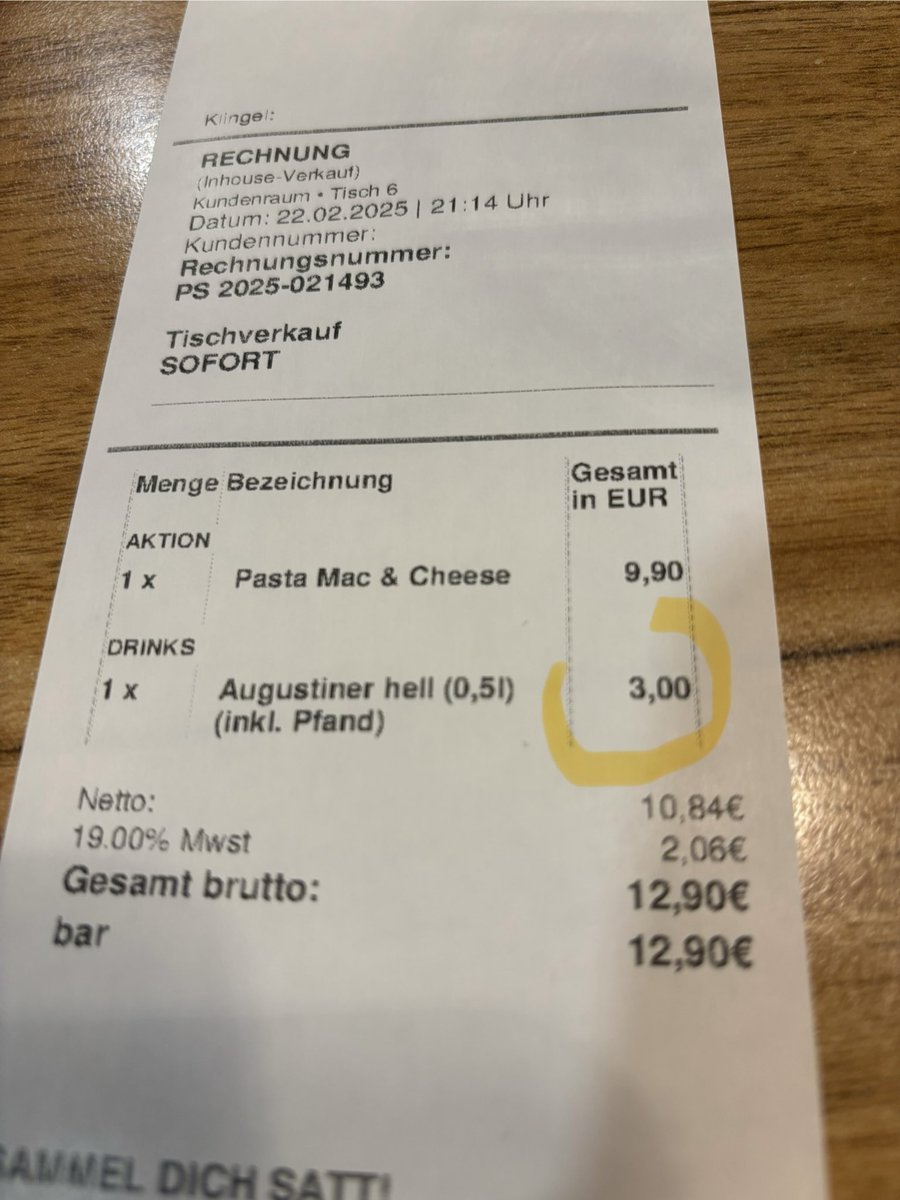 Klingel:
RECHNUNG
(Inhouse-Verkauf)
Kundenraum • Tisch 6
Datum: 22.02.2025 | 21:14 Uhr
Kundennummer:
Rechnungsnummer:
PS 2025-021493
Tischverkauf
SOFORT
Menge Bezeichnung Gesamt in EUR
AKTION
1 x Pasta Mac & Cheese 9,90
DRINKS
1 x Augustiner hell (0,5l) 3,00
(inkl. Pfand)
Netto: 10,84€
19.00% Mwst 2,06€
Gesamt brutto: 12,90€
bar 12,90€
SAMMEL DICH SATT!